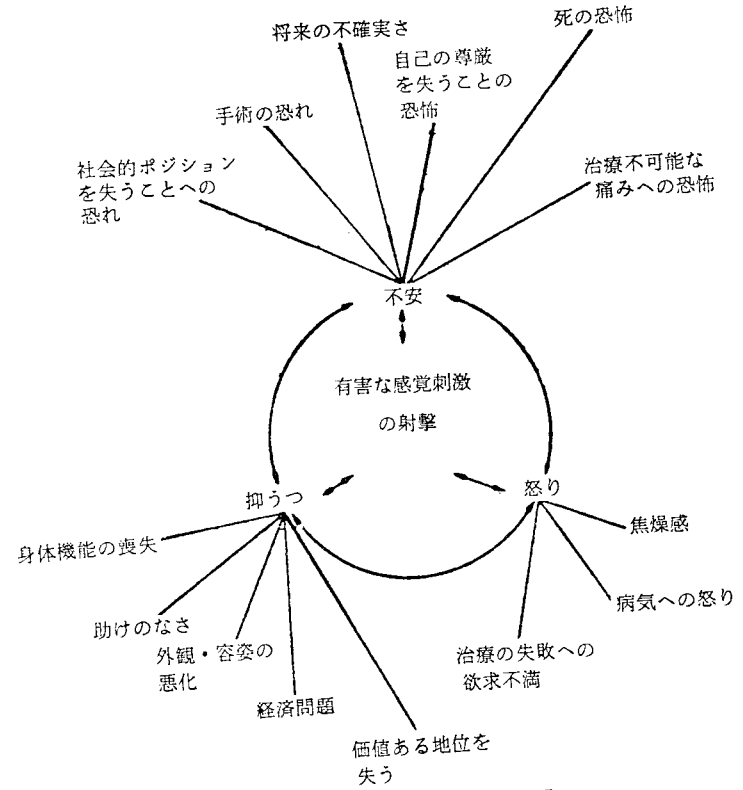 将来の不確実さ
死の恐怖
自己の尊厳
を失うことの
恐怖
手術の恐れ
社会的ポジション
を失うことへの
恐れ
治療不可能な
痛みへの恐怖
不安
有害な感覚刺激
の射撃
抑うつ
怒り
身体機能の喪失
助けのなさ
外観・容姿の
悪化
経済問題
価値ある地位を
失う
焦燥感
病気への怒り
治療の失敗への
欲求不満